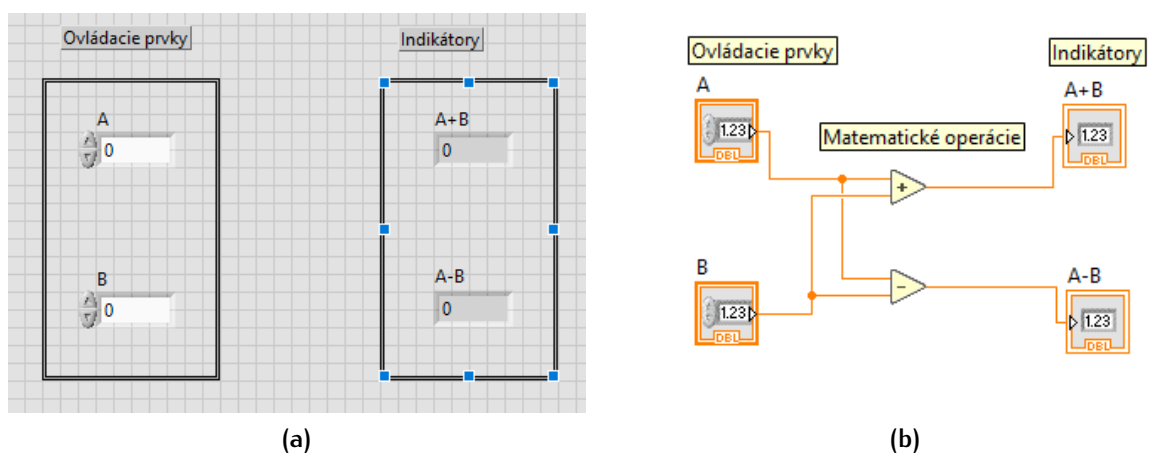 Ovládacie prvky
Indikátory
A
0
A+B
0
B
0
A-B
0
(a)
Ovládacie prvky
Indikátory
A
1.23
DBL
Matematické operácie
A+B
1.23
DBL
+
B
1.23
DBL
-
A-B
1.23
DBL
(b)